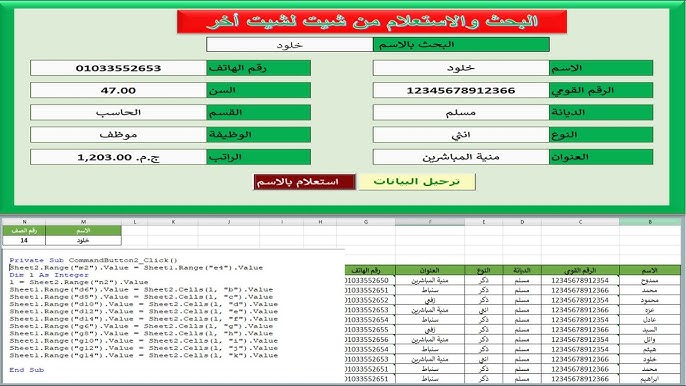 البحث والاستعلام من شيت لشيت أخر
البحث بالاسم خلود
الاسم خلود رقم الهاتف 01033552653
الرقم القومي 12345678912366 السن 47.00
الديانة مسلم القسم الحاسب
النوع انثي الوظيفة موظف
العنوان منية المباشرين الراتب ج.م. 1,203.00
ترحيل البيانات استعلام بالاسم
N M L K J I H G F E D C B
الاسم رقم الصف
خلود 14
Private Sub CommandButton2_Click()
Sheet2.Range("m2").Value = Sheet1.Range("e4").Value
Dim l As Integer
l = Sheet2.Range("n2").Value
Sheet1.Range("d6").Value = Sheet2.Cells(l, "b").Value
Sheet1.Range("d8").Value = Sheet2.Cells(l, "c").Value
Sheet1.Range("d10").Value = Sheet2.Cells(l, "d").Value
Sheet1.Range("d12").Value = Sheet2.Cells(l, "e").Value
Sheet1.Range("d14").Value = Sheet2.Cells(l, "f").Value
Sheet1.Range("g6").Value = Sheet2.Cells(l, "g").Value
Sheet1.Range("g8").Value = Sheet2.Cells(l, "h").Value
Sheet1.Range("g10").Value = Sheet2.Cells(l, "i").Value
Sheet1.Range("g12").Value = Sheet2.Cells(l, "j").Value
Sheet1.Range("g14").Value = Sheet2.Cells(l, "k").Value
End Sub
الاسم الرقم القومى الديانة النوع العنوان رقم الهاتف
ممدوح 12345678912354 مسلم ذكر منية المباشرين 01033552650
محمد 12345678912355 مسلم ذكر سنباط 01033552651
محمود 12345678912354 مسلم ذكر زفتي 01033552652
عزه 12345678912356 مسلم انثي منية المباشرين 01033552653
عادل 12345678912354 مسلم ذكر سنباط 01033552654
السيد 12345678912366 مسلم ذكر زفتي 01033552655
وائل 12345678912354 مسلم ذكر منية المباشرين 01033552656
هيثم 12345678912354 مسلم ذكر سنباط
خلود 12345678912366 مسلم انثي منية المباشرين 01033552653
محمد مسلم ذكر سنباط 01033552651
ابراهيم مسلم ذكر سنباط 01033552651